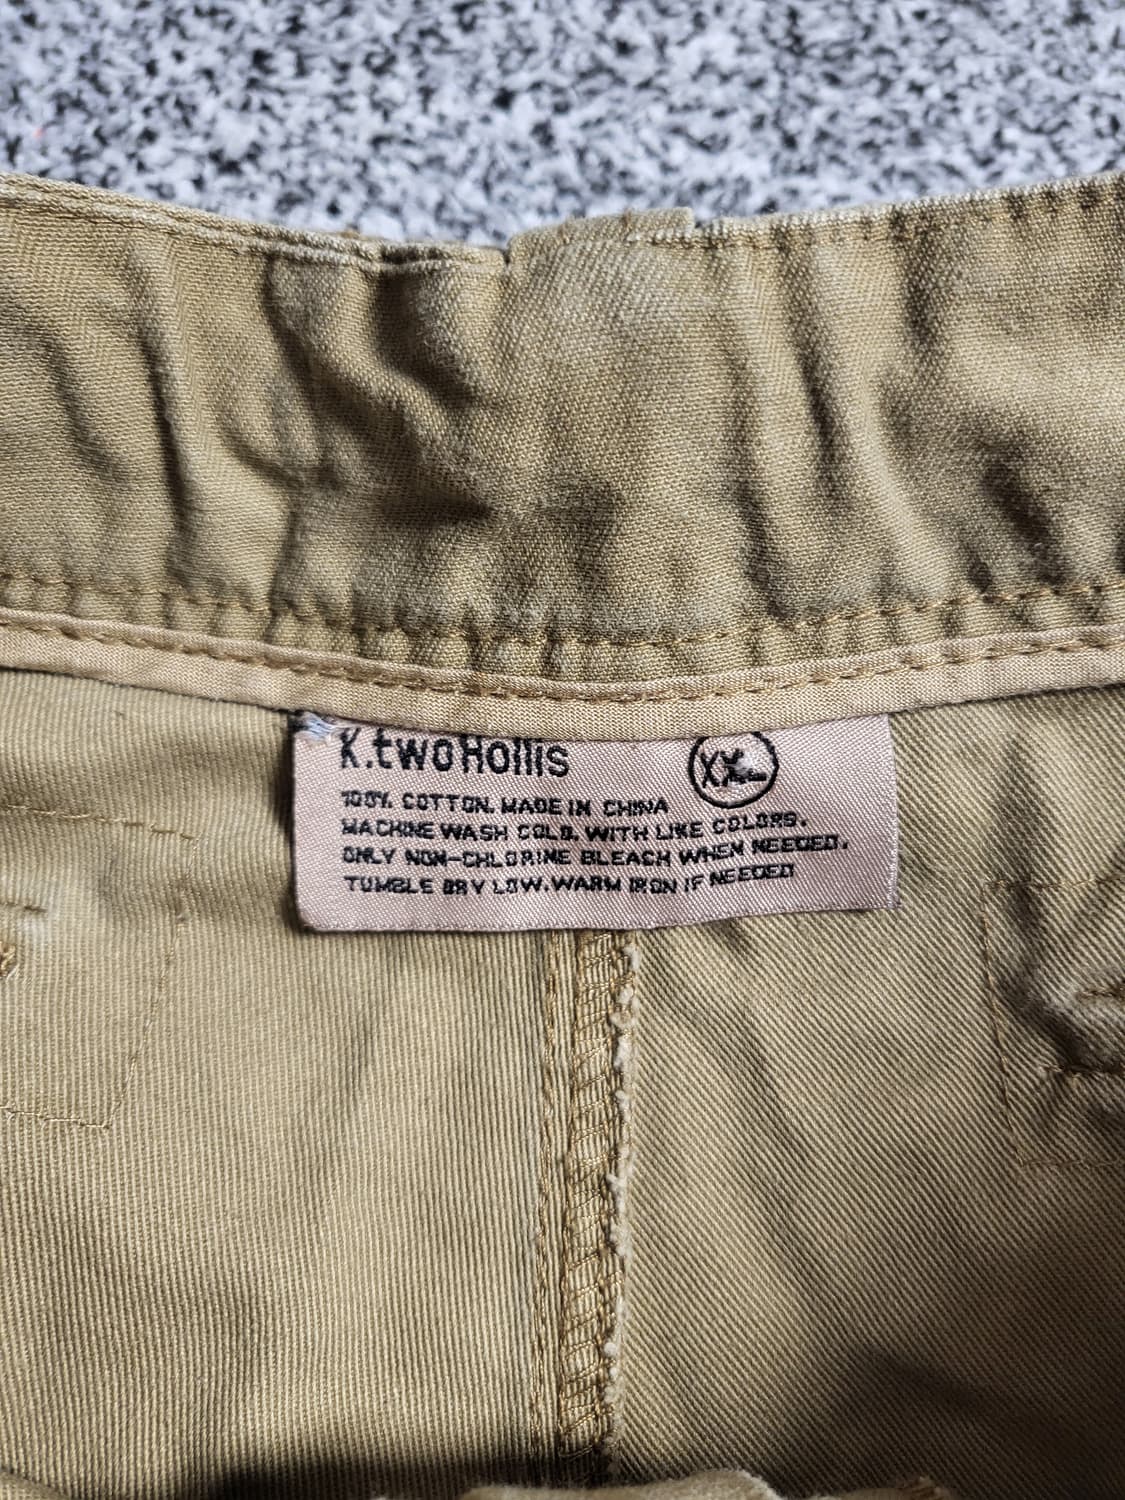 K.twoHollis XXL
100% COTTON. MADE IN CHINA
MACHINE WASH COLD. WITH LIKE COLORS.
ONLY NON-CHLORINE BLEACH WHEN NEEDED.
TUMBLE DRY LOW. WARM IRON IF NEEDED